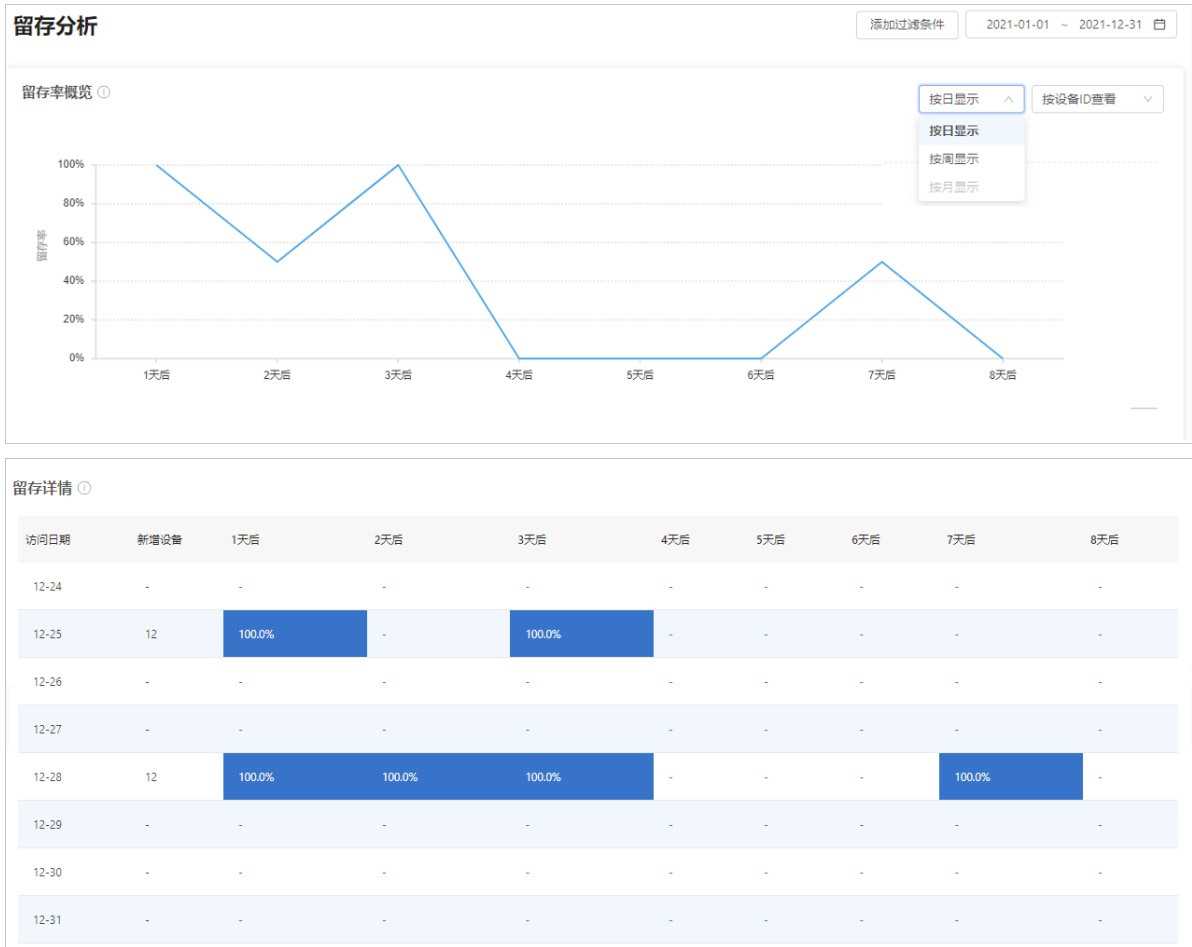 留存分析
添加过滤条件 2021-01-01 ~ 2021-12-31
留存率概览
按日显示 按设备ID查看
按日显示
按周显示
按月显示
留存率
100%
80%
60%
40%
20%
0%
1天后 2天后 3天后 4天后 5天后 6天后 7天后 8天后
留存详情
访问日期 新增设备 1天后 2天后 3天后 4天后 5天后 6天后 7天后 8天后
12-24 - - - - - - - - -
12-25 12 100.0% - 100.0% - - - - -
12-26 - - - - - - - - -
12-27 - - - - - - - - -
12-28 12 100.0% 100.0% 100.0% - - - 100.0% -
12-29 - - - - - - - - -
12-30 - - - - - - - - -
12-31 - - - - - - - - -